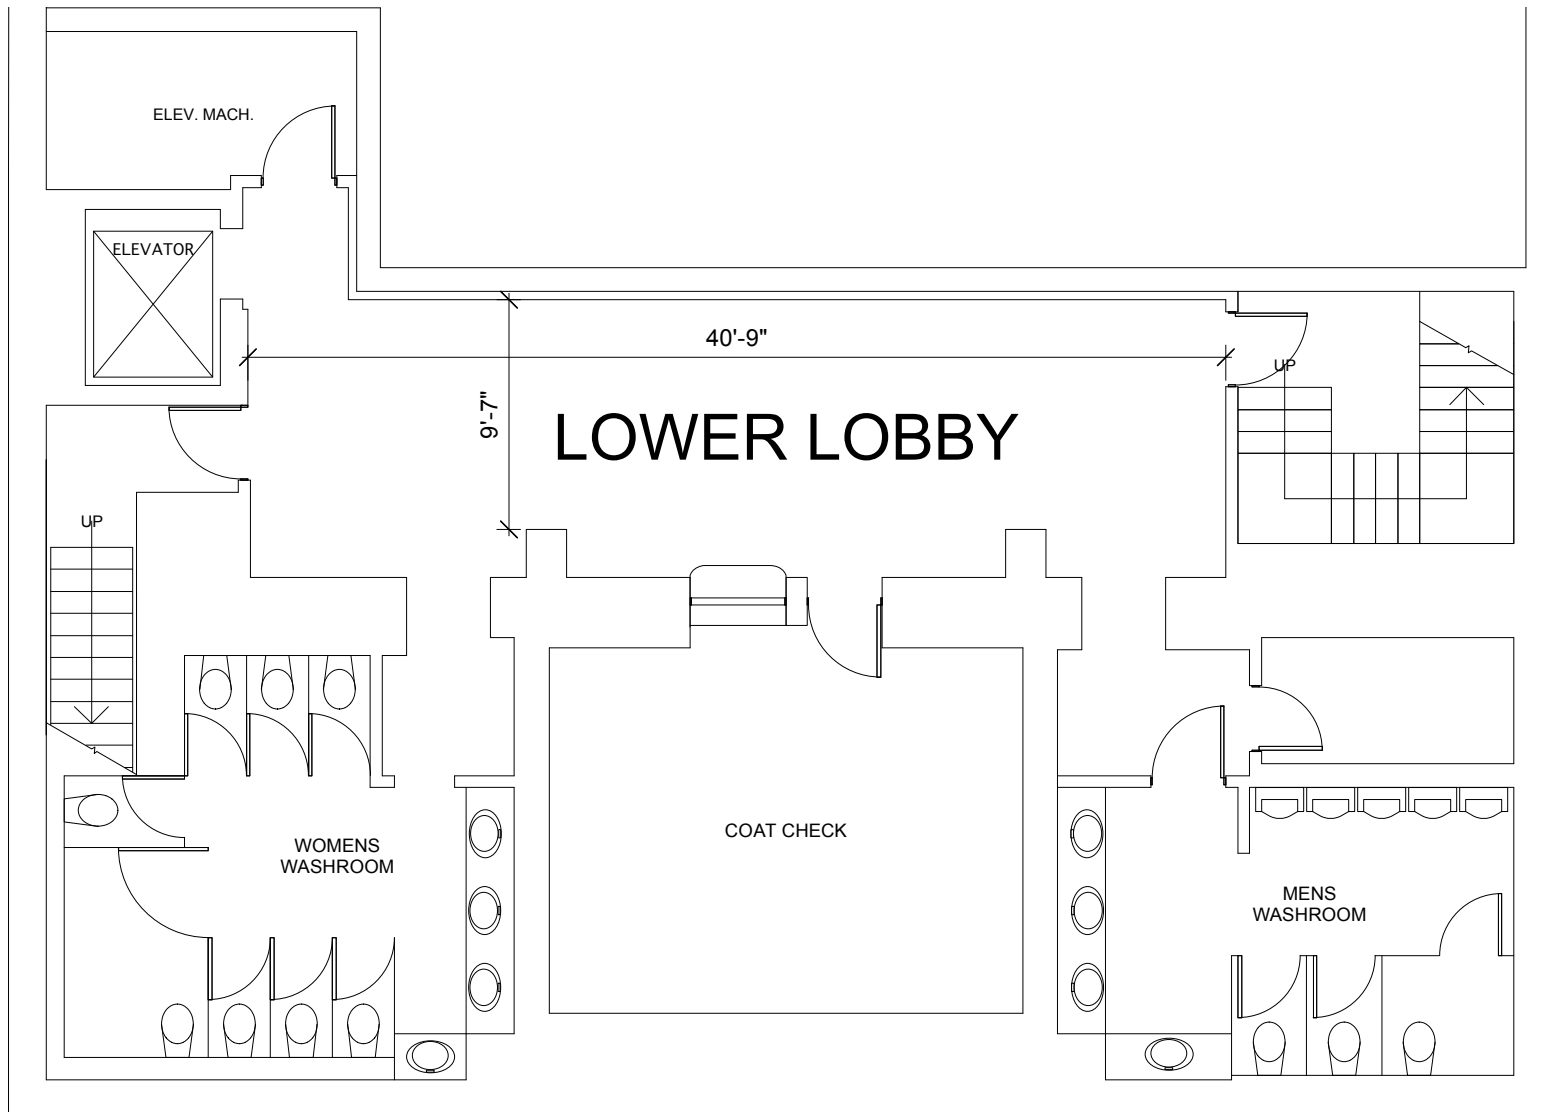 ELEV. MACH.
ELEVATOR
40'-9"
UP
9'-7"
LOWER LOBBY
UP
COAT CHECK
WOMENS
WASHROOM
MENS
WASHROOM